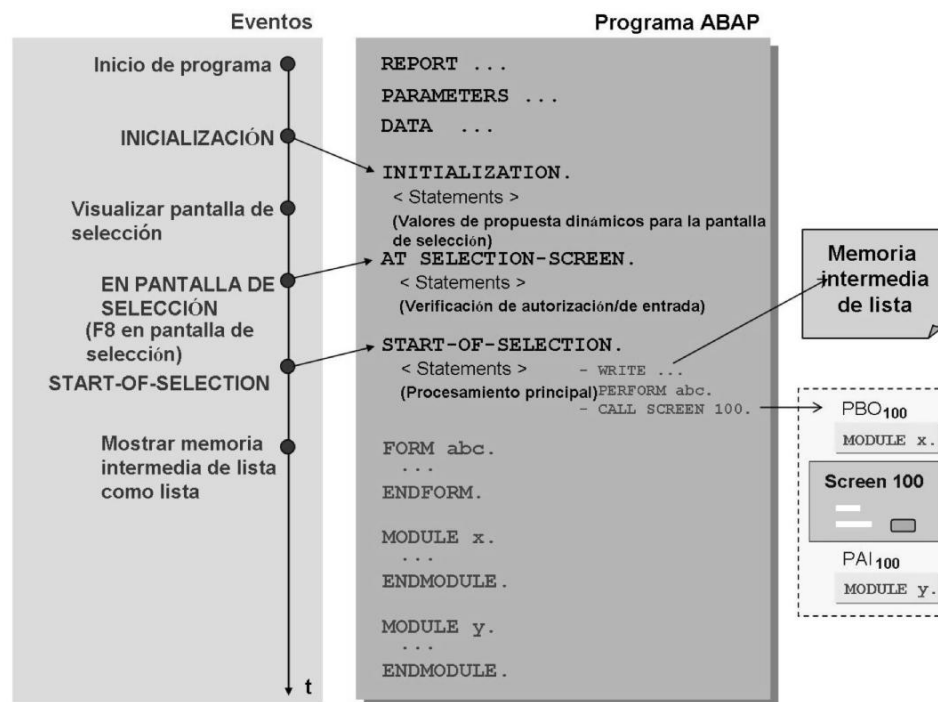 Eventos
Inicio de programa
INICIALIZACIÓN
Visualizar pantalla de
selección
EN PANTALLA DE
SELECCIÓN
(F8 en pantalla de
selección)
START-OF-SELECTION
Mostrar memoria
intermedia de lista
como lista
t
Programa ABAP
REPORT ...
PARAMETERS ...
DATA ...
INITIALIZATION.
< Statements >
(Valores de propuesta dinámicos para la pantalla
de selección)
AT SELECTION-SCREEN.
< Statements >
(Verificación de autorización/de entrada)
START-OF-SELECTION.
< Statements >
(Procesamiento principal)
- WRITE ...
PERFORM abc.
- CALL SCREEN 100.
FORM abc.
...
ENDFORM.
MODULE x.
...
ENDMODULE.
MODULE y.
...
ENDMODULE.
Memoria
intermedia
de lista
PBO100
MODULE x.
Screen 100
PAI100
MODULE y.